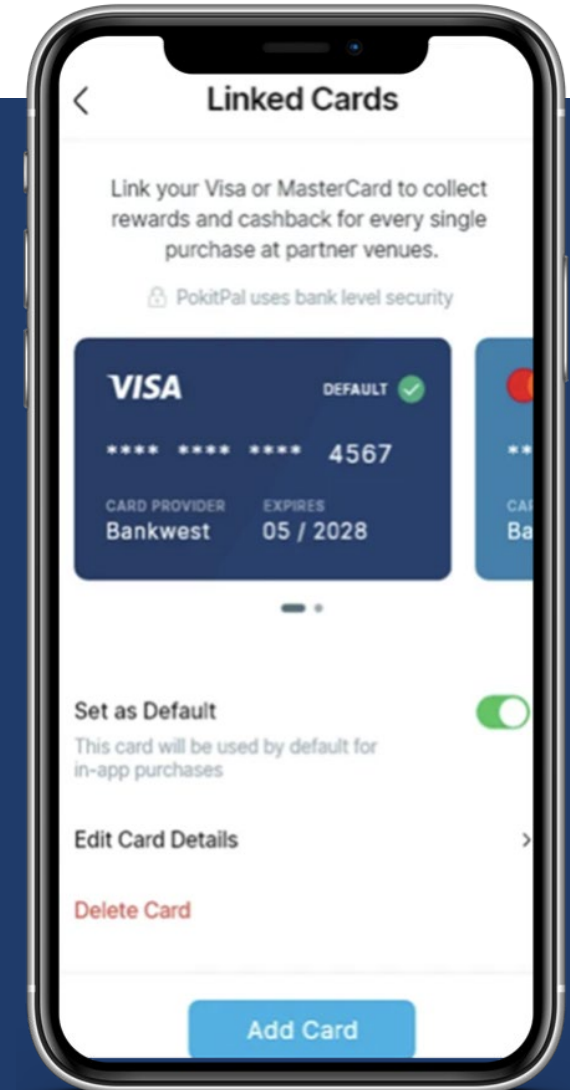 Linked Cards
Link your Visa or MasterCard to collect
rewards and cashback for every single
purchase at partner venues.
PokitPal uses bank level security
VISA
DEFAULT
**** **** **** 4567
**
CARD PROVIDER EXPIRES
Bankwest 05 / 2028
CAR
Ba
Set as Default
This card will be used by default for
in-app purchases
Edit Card Details
Delete Card
Add Card